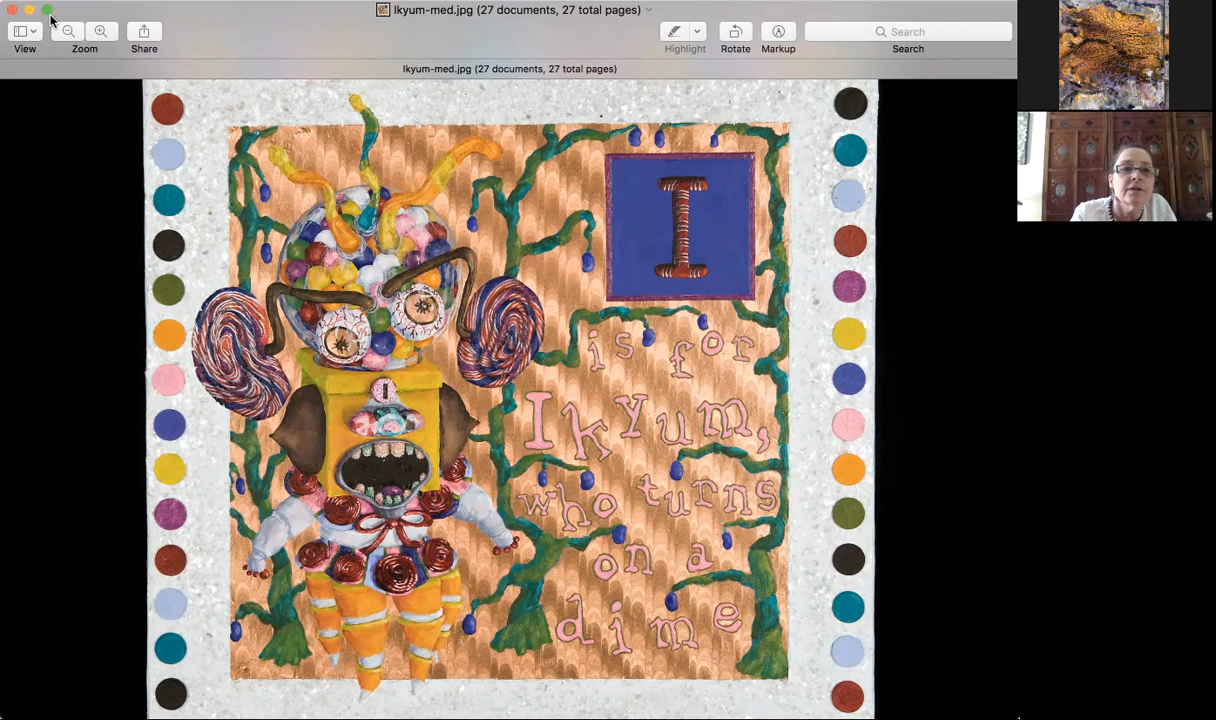 Ikyum-med.jpg (27 documents, 27 total pages)
Search
View
Zoom
Share
Highlight
Rotate
Markup
Search
Ikyum-med.jpg (27 documents, 27 total pages)
I
is for
Ikyum,
who turns
on a
dime